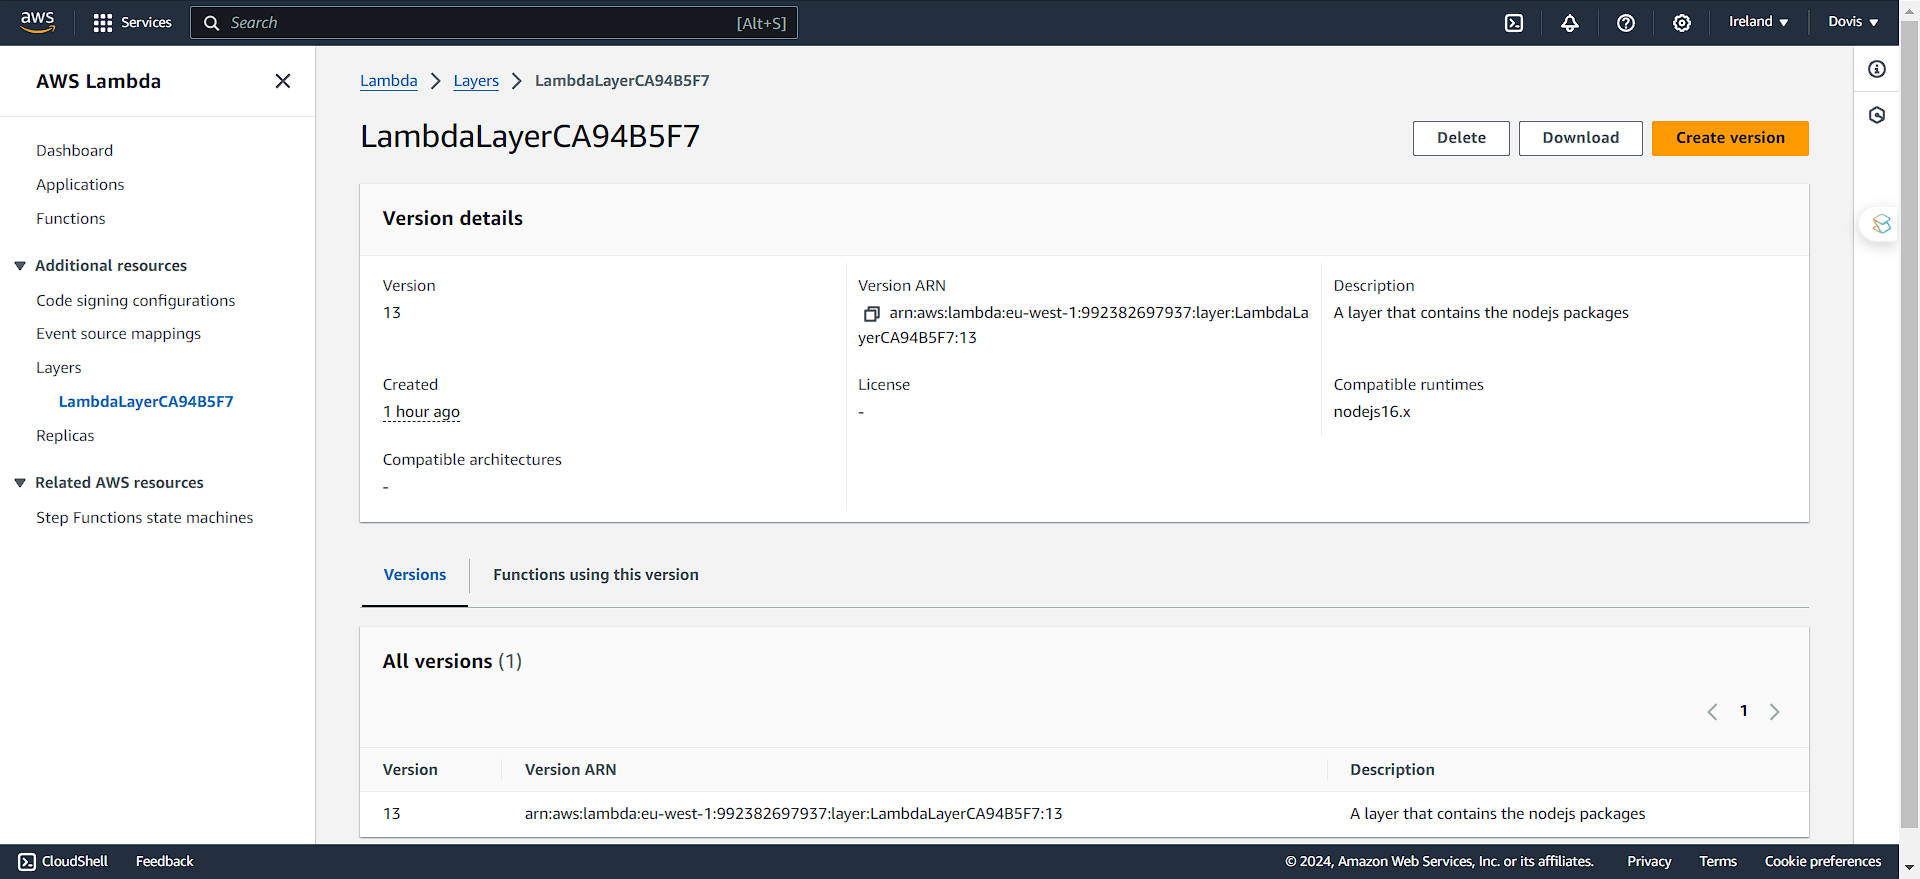 aws
Services
Search
[Alt+S]
Ireland
Dovis
AWS Lambda
Dashboard
Applications
Functions
Additional resources
Code signing configurations
Event source mappings
Layers
LambdaLayerCA94B5F7
Replicas
Related AWS resources
Step Functions state machines
Lambda
Layers
LambdaLayerCA94B5F7
LambdaLayerCA94B5F7
Delete
Download
Create version
Version details
Version
13
Version ARN
arn:aws:lambda:eu-west-1:992382697937:layer:LambdaLa
yerCA94B5F7:13
Description
A layer that contains the nodejs packages
Created
1 hour ago
License
-
Compatible runtimes
nodejs16.x
Compatible architectures
-
Versions
Functions using this version
All versions (1)
1
Version
Version ARN
Description
13
arn:aws:lambda:eu-west-1:992382697937:layer:LambdaLayerCA94B5F7:13
A layer that contains the nodejs packages
CloudShell
Feedback
© 2024, Amazon Web Services, Inc. or its affiliates.
Privacy
Terms
Cookie preferences